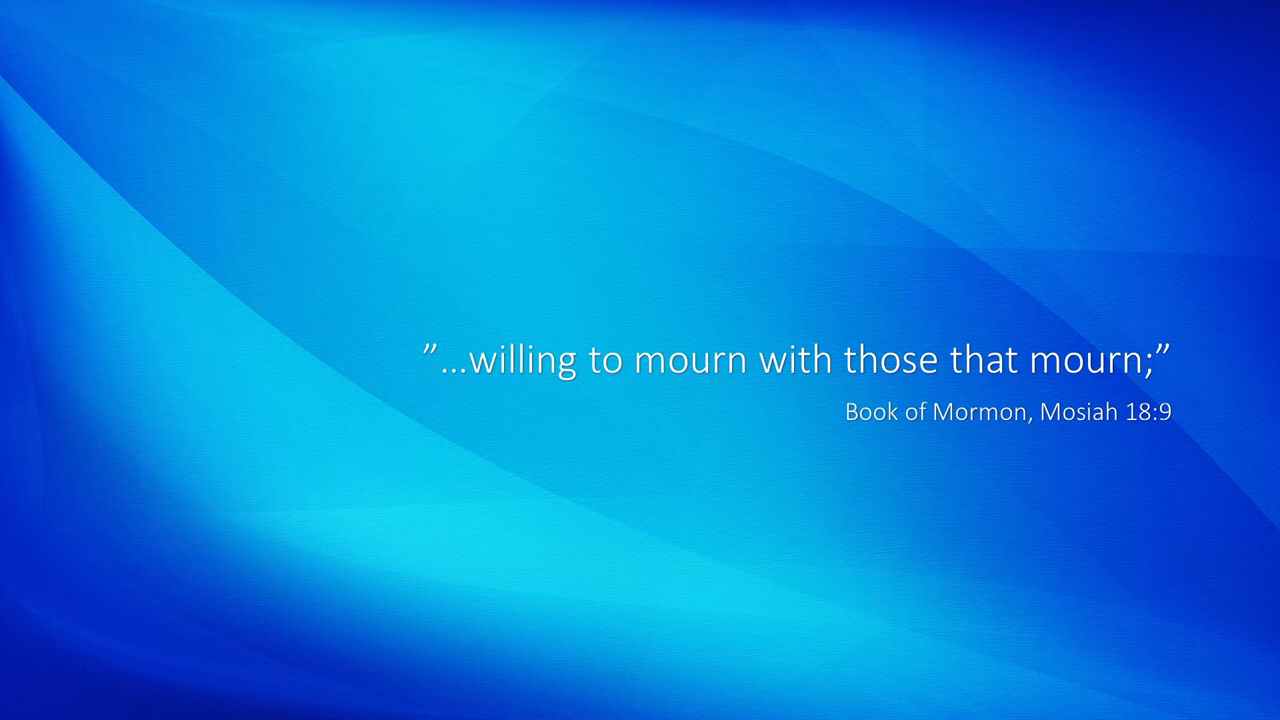 ”…willing to mourn with those that mourn;”
Book of Mormon, Mosiah 18:9